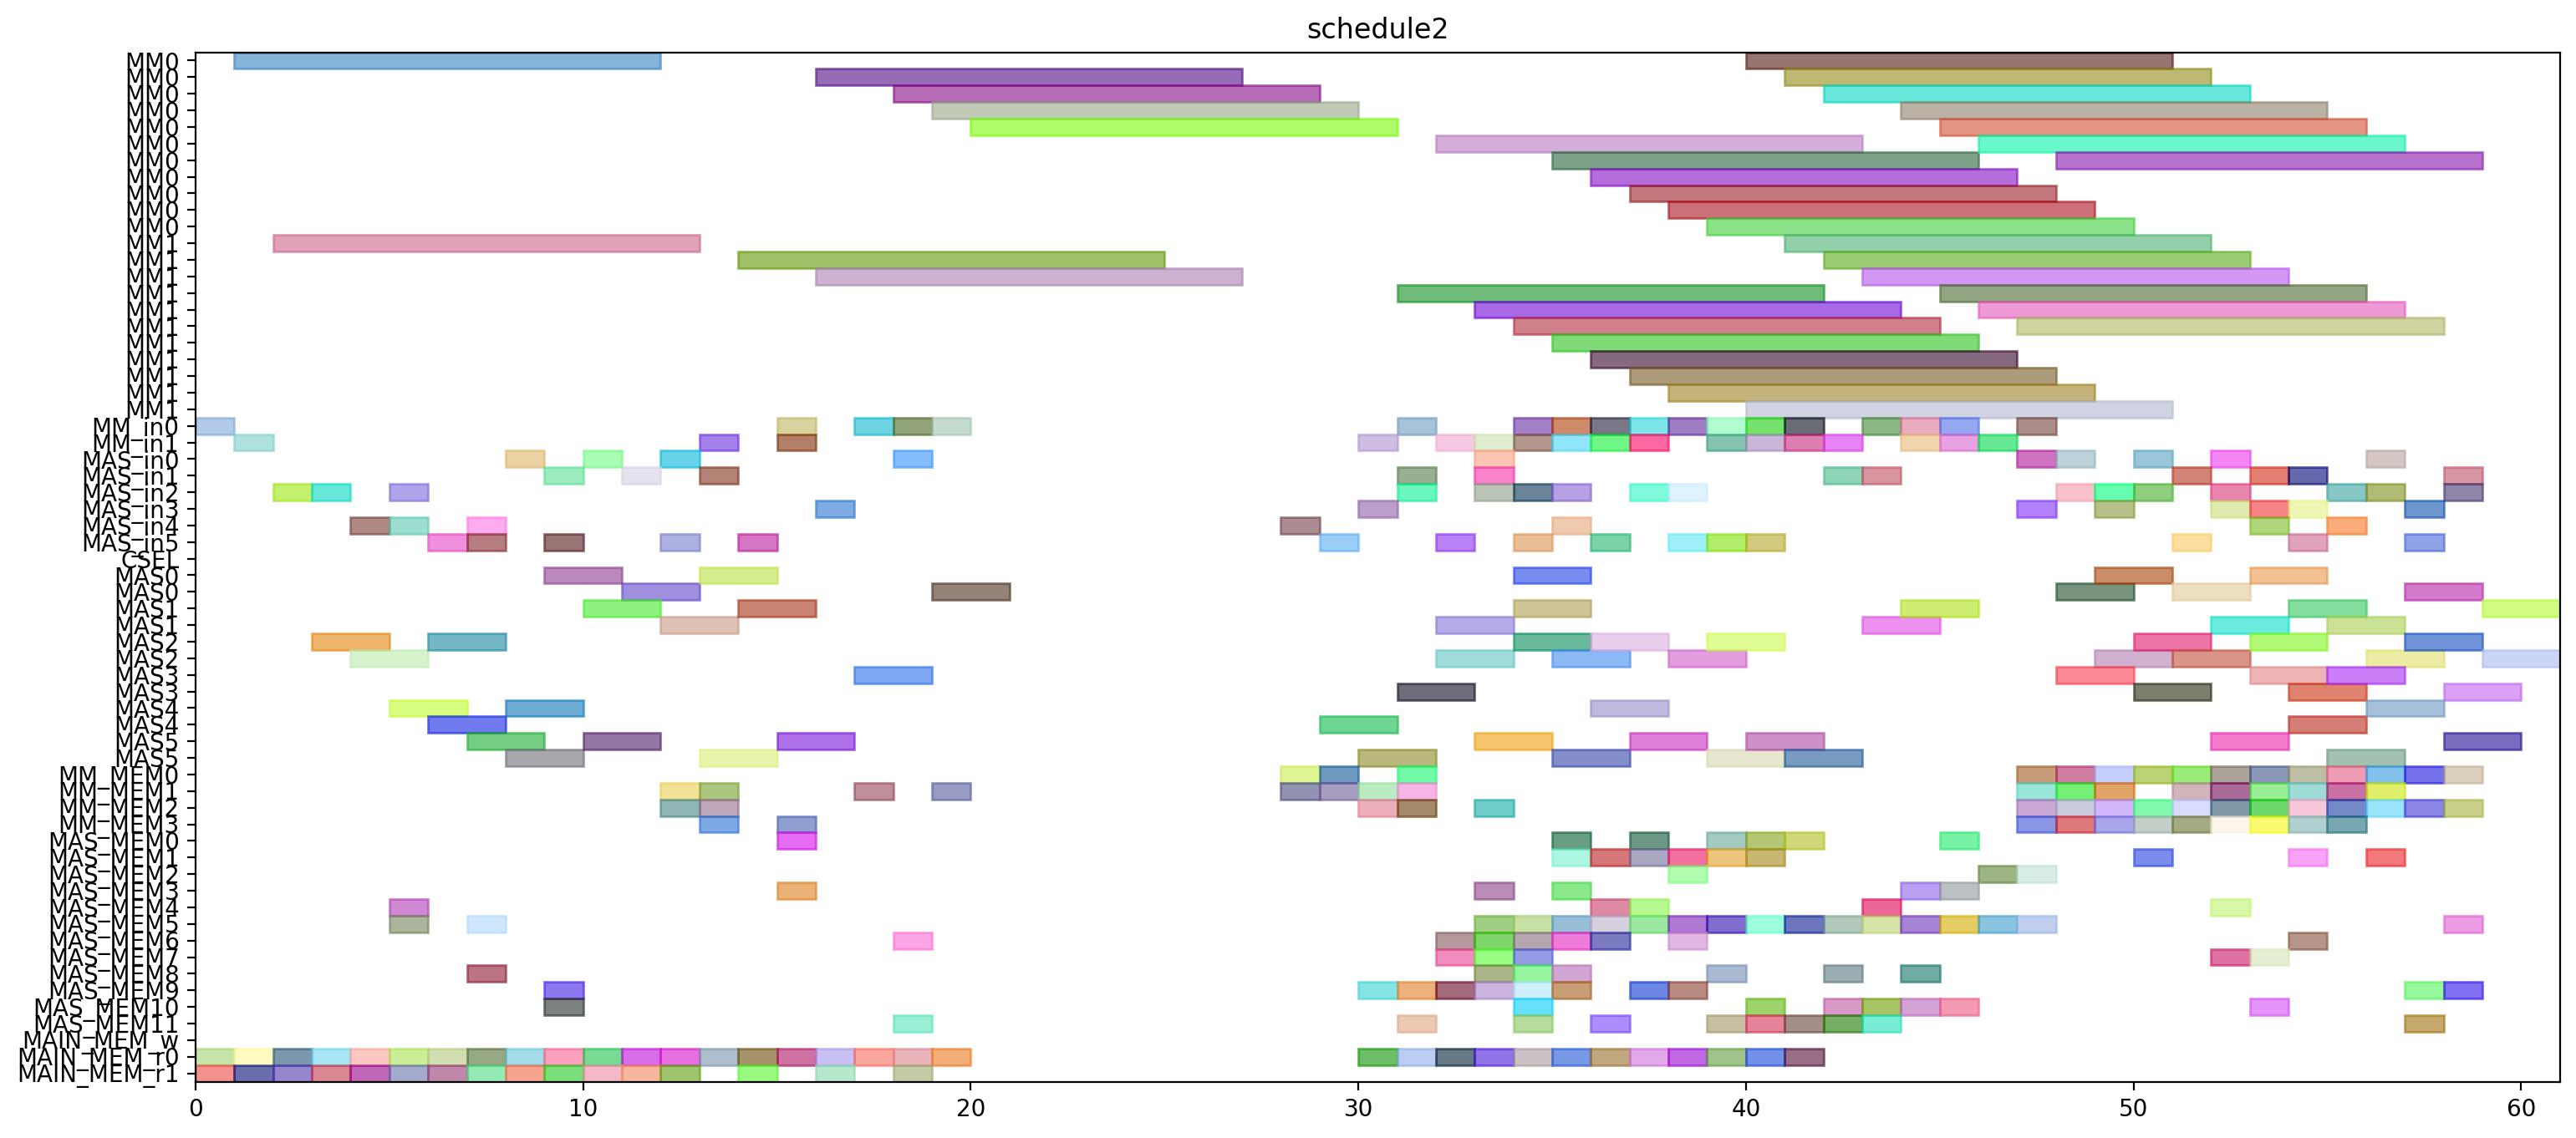 schedule2
MM0
MM0
MM0
MM0
MM0
MM0
MM0
MM0
MM0
MM0
MM0
MM1
MM1
MM1
MM1
MM1
MM1
MM1
MM1
MM1
MM1
MM1
MM_in0
MM_in1
MAS_in0
MAS_in1
MAS_in2
MAS_in3
MAS_in4
MAS_in5
CSEL
MAS0
MAS0
MAS1
MAS1
MAS2
MAS2
MAS3
MAS3
MAS4
MAS4
MAS5
MAS5
MM_MEM0
MM_MEM1
MM_MEM2
MM_MEM3
MAS_MEM0
MAS_MEM1
MAS_MEM2
MAS_MEM3
MAS_MEM4
MAS_MEM5
MAS_MEM6
MAS_MEM7
MAS_MEM8
MAS_MEM9
MAS_MEM10
MAS_MEM11
MAIN_MEM_w
MAIN_MEM_r0
MAIN_MEM_r1
0 10 20 30 40 50 60